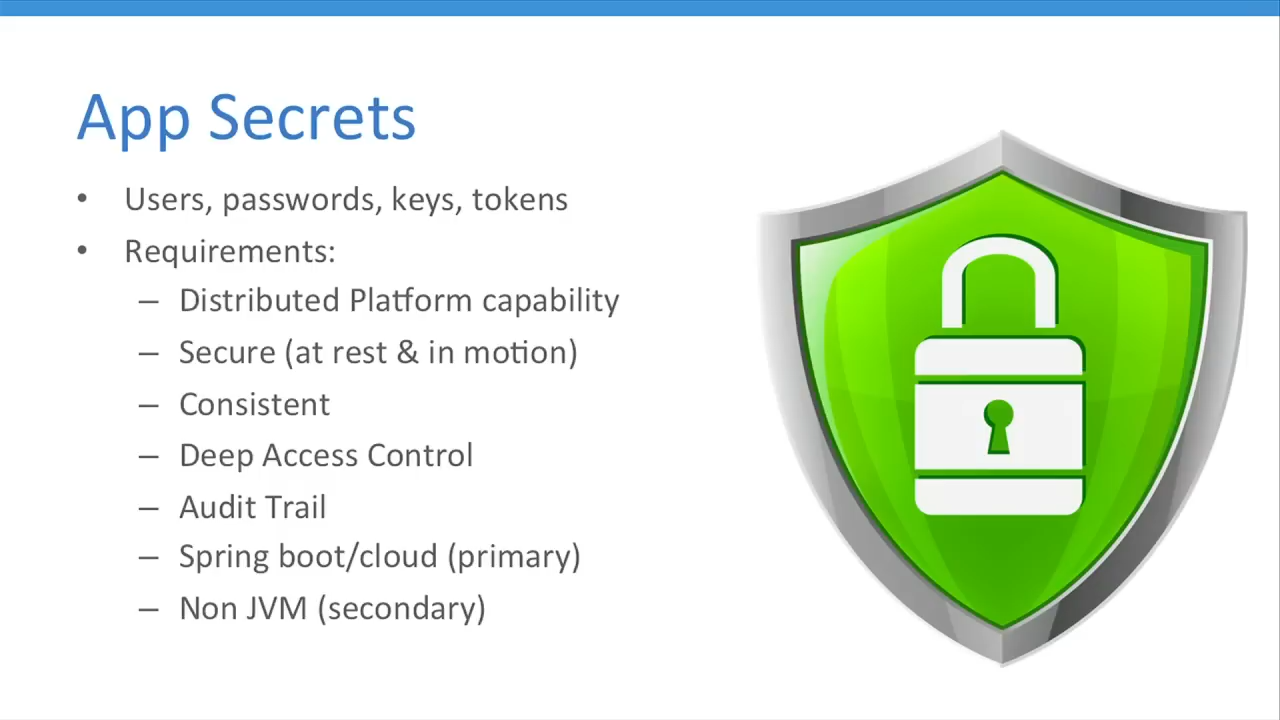 App Secrets
• Users, passwords, keys, tokens
• Requirements:
– Distributed Platform capability
– Secure (at rest & in motion)
– Consistent
– Deep Access Control
– Audit Trail
– Spring boot/cloud (primary)
– Non JVM (secondary)